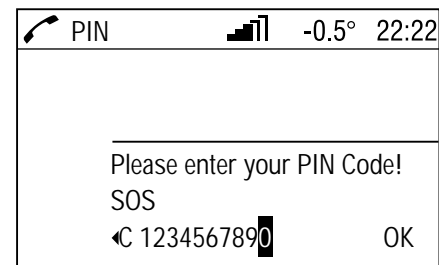 PIN -0.5° 22:22
Please enter your PIN Code!
SOS
◄C 1234567890 OK